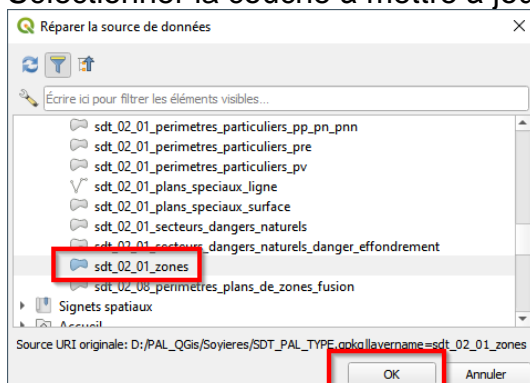 Sélectionner la couche à mettre à jou
Réparer la source de données
Écrire ici pour filtrer les éléments visibles...
sdt_02_01_perimetres_particuliers_pp_pn_pnn
sdt_02_01_perimetres_particuliers_pre
sdt_02_01_perimetres_particuliers_pv
sdt_02_01_plans_speciaux_ligne
sdt_02_01_plans_speciaux_surface
sdt_02_01_secteurs_dangers_naturels
sdt_02_01_secteurs_dangers_naturels_danger_effondrement
sdt_02_01_zones
sdt_02_08_perimetres_plans_de_zones_fusion
Signets spatiaux
Accueil
Source URI originale: D:/PAL_QGis/Soyieres/SDT_PAL_TYPE.gpkg|layername=sdt_02_01_zones
OK Annuler